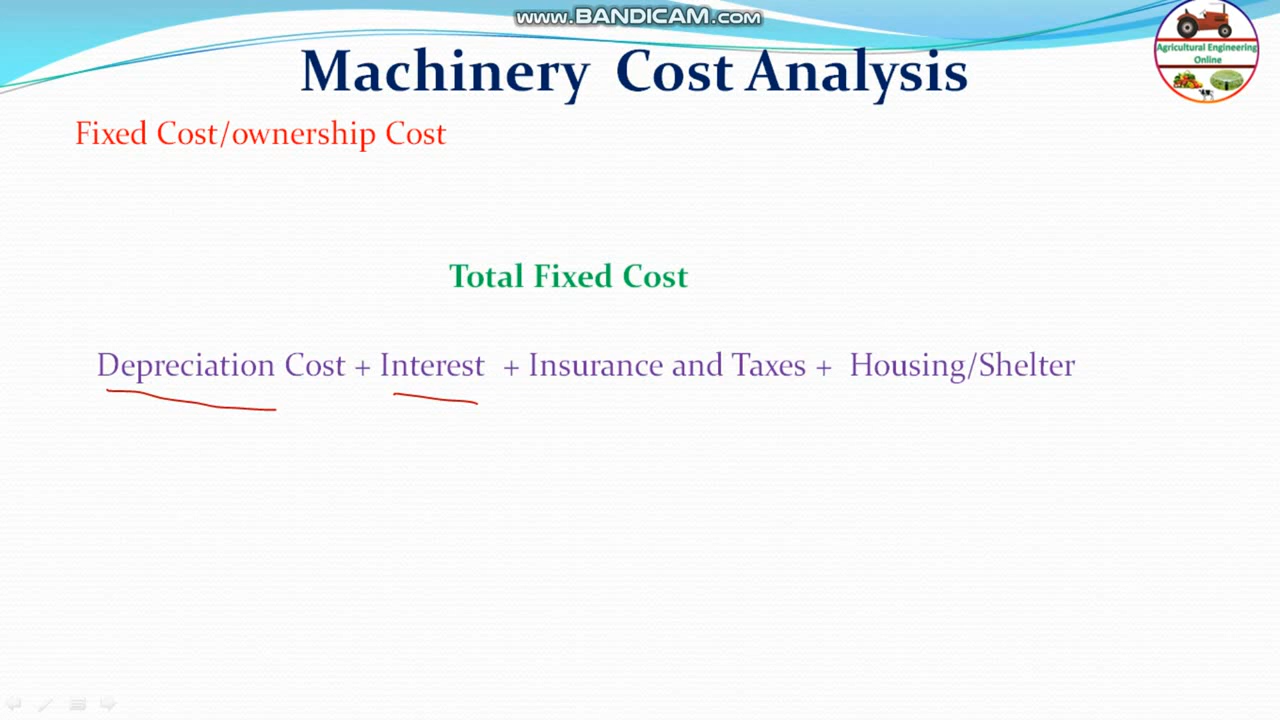 www.BANDICAM.com
Machinery Cost Analysis
Agricultural Engineering
Online
Fixed Cost/ownership Cost
Total Fixed Cost
Depreciation Cost + Interest + Insurance and Taxes + Housing/Shelter